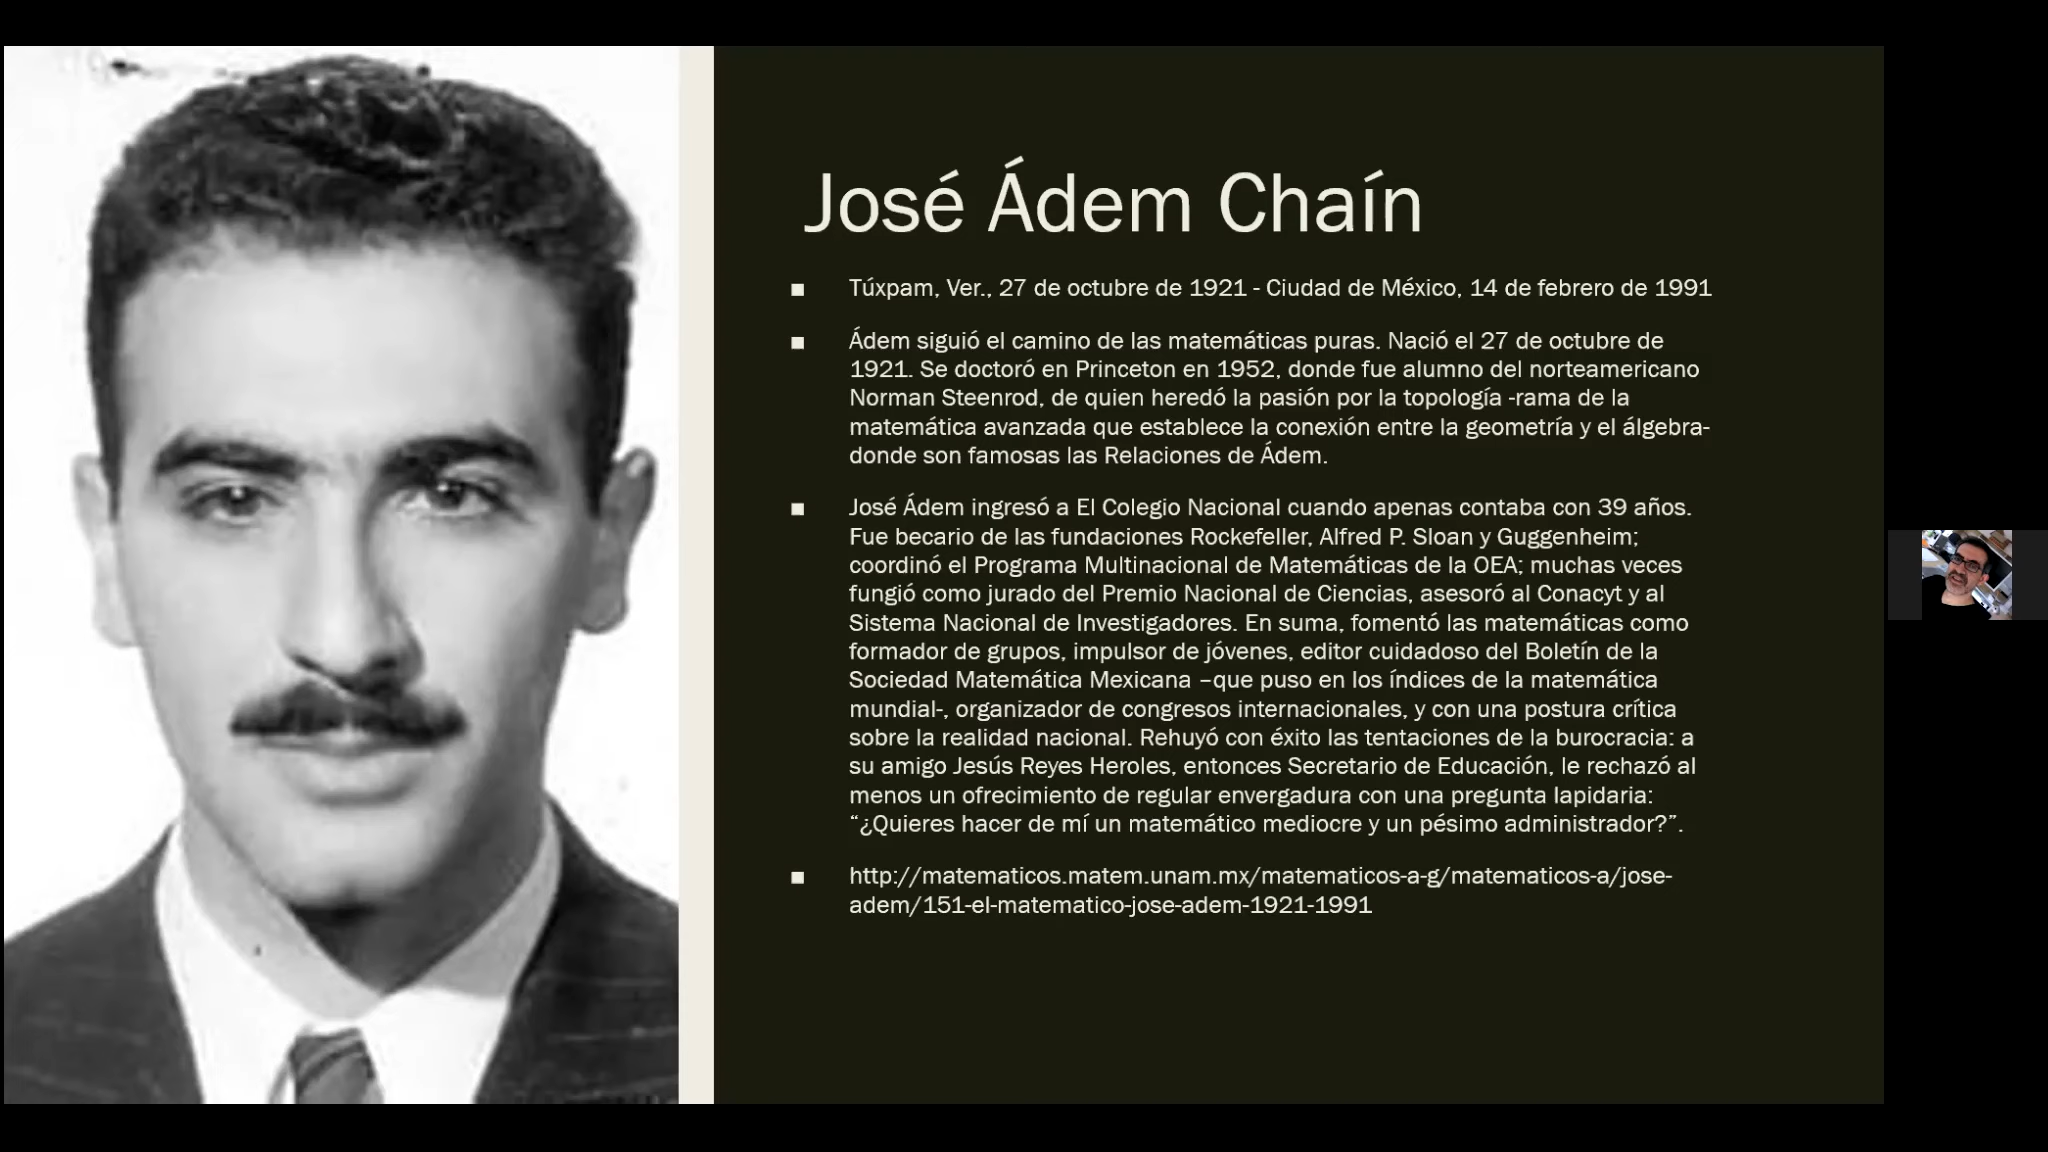 José Ádem Chaín
■ Túxpam, Ver., 27 de octubre de 1921 - Ciudad de México, 14 de febrero de 1991
■ Ádem siguió el camino de las matemáticas puras. Nació el 27 de octubre de
1921. Se doctoró en Princeton en 1952, donde fue alumno del norteamericano
Norman Steenrod, de quien heredó la pasión por la topología -rama de la
matemática avanzada que establece la conexión entre la geometría y el álgebra-
donde son famosas las Relaciones de Ádem.
■ José Ádem ingresó a El Colegio Nacional cuando apenas contaba con 39 años.
Fue becario de las fundaciones Rockefeller, Alfred P. Sloan y Guggenheim;
coordinó el Programa Multinacional de Matemáticas de la OEA; muchas veces
fungió como jurado del Premio Nacional de Ciencias, asesoró al Conacyt y al
Sistema Nacional de Investigadores. En suma, fomentó las matemáticas como
formador de grupos, impulsor de jóvenes, editor cuidadoso del Boletín de la
Sociedad Matemática Mexicana –que puso en los índices de la matemática
mundial-, organizador de congresos internacionales, y con una postura crítica
sobre la realidad nacional. Rehuyó con éxito las tentaciones de la burocracia: a
su amigo Jesús Reyes Heroles, entonces Secretario de Educación, le rechazó al
menos un ofrecimiento de regular envergadura con una pregunta lapidaria:
“¿Quieres hacer de mí un matemático mediocre y un pésimo administrador?”.
■ http://matematicos.matem.unam.mx/matematicos-a-g/matematicos-a/jose-
adem/151-el-matematico-jose-adem-1921-1991